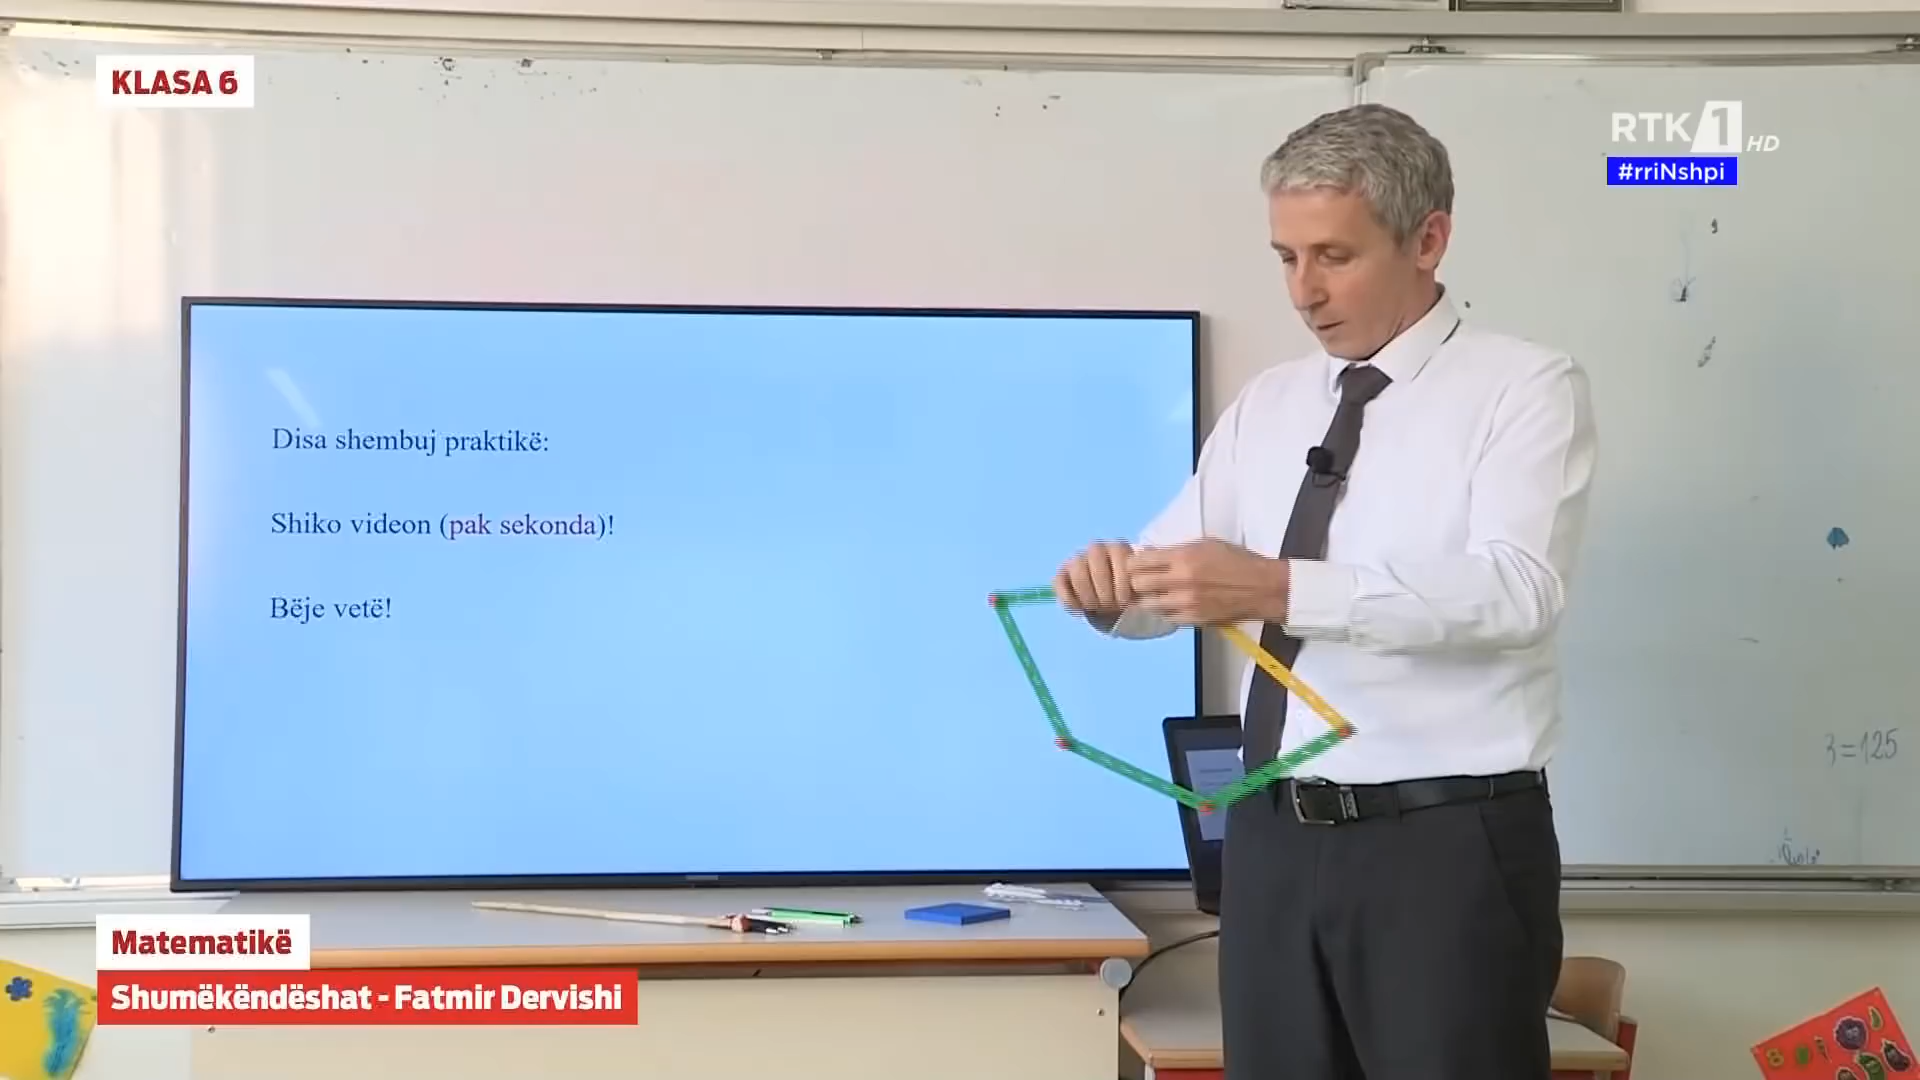 KLASA 6
RTK 1 HD
#rriNshpi
Disa shembuj praktikë:
Shiko videon (pak sekonda)!
Bëje vetë!
3=125
Matematikë
Shumëkëndëshat - Fatmir Dervishi
8